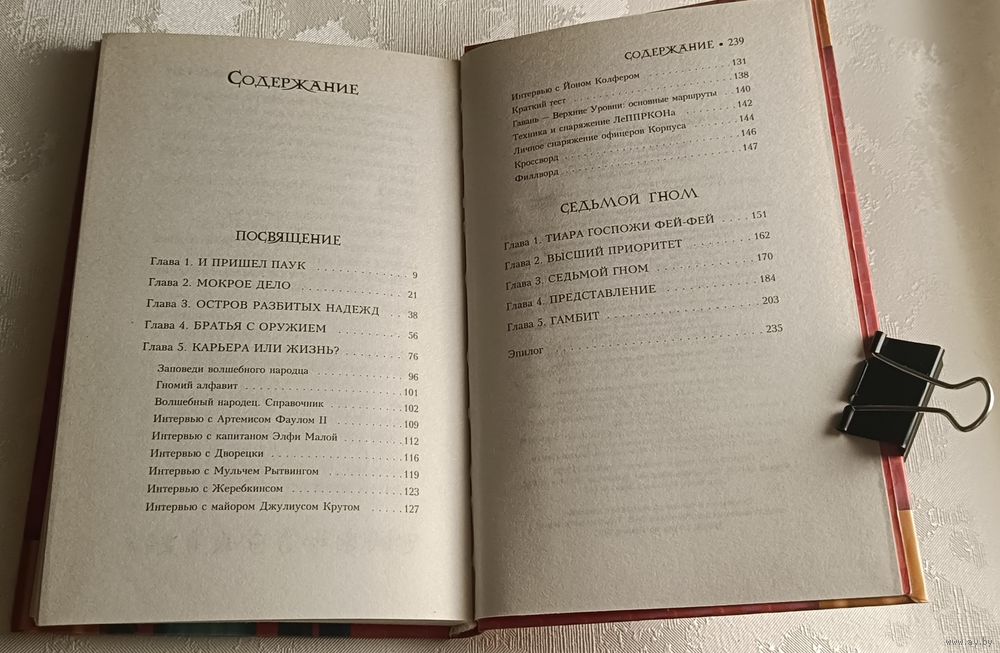 СОДЕРЖАНИЕ
ПОСВЯЩЕНИЕ
Глава 1. И ПРИШЕЛ ПАУК . . . . . . . . . . . 9
Глава 2. МОКРОЕ ДЕЛО . . . . . . . . . . . . 21
Глава 3. ОСТРОВ РАЗБИТЫХ НАДЕЖД . . . 38
Глава 4. БРАТЬЯ С ОРУЖИЕМ . . . . . . . . . 56
Глава 5. КАРЬЕРА ИЛИ ЖИЗНЬ? . . . . . . . 76
Заповеди волшебного народца . . . . . . . . . 96
Гномий алфавит . . . . . . . . . . . . . . . 101
Волшебный народец. Справочник . . . . . . . 102
Интервью с Артемисом Фаулом II . . . . . . . 109
Интервью с капитаном Элфи Малой . . . . . . 112
Интервью с Дворецки . . . . . . . . . . . . . 116
Интервью с Мульчем Рытвингом . . . . . . . 119
Интервью с Жеребкинсом . . . . . . . . . . . 123
Интервью с майором Джулиусом Крутом . . . . . 127
СОДЕРЖАНИЕ • 239
Интервью с Йоном Колфером . . . . . . . . . 131
Краткий тест . . . . . . . . . . . . . . . . 138
Гавань — Верхние Уровни: основные маршруты . . 140
Техника и снаряжение ЛеППРКОНа . . . . . . . 142
Личное снаряжение офицеров Корпуса . . . . . . 144
Кроссворд . . . . . . . . . . . . . . . . . 146
Филлворд . . . . . . . . . . . . . . . . . . 147
СЕДЬМОЙ ГНОМ
Глава 1. ТИАРА ГОСПОЖИ ФЕЙ-ФЕЙ . . . . 151
Глава 2. ВЫСШИЙ ПРИОРИТЕТ . . . . . . . . 162
Глава 3. СЕДЬМОЙ ГНОМ . . . . . . . . . . . 170
Глава 4. ПРЕДСТАВЛЕНИЕ . . . . . . . . . . . 184
Глава 5. ГАМБИТ . . . . . . . . . . . . . . . 203
Эпилог . . . . . . . . . . . . . . . . . . . 235
www.av.by